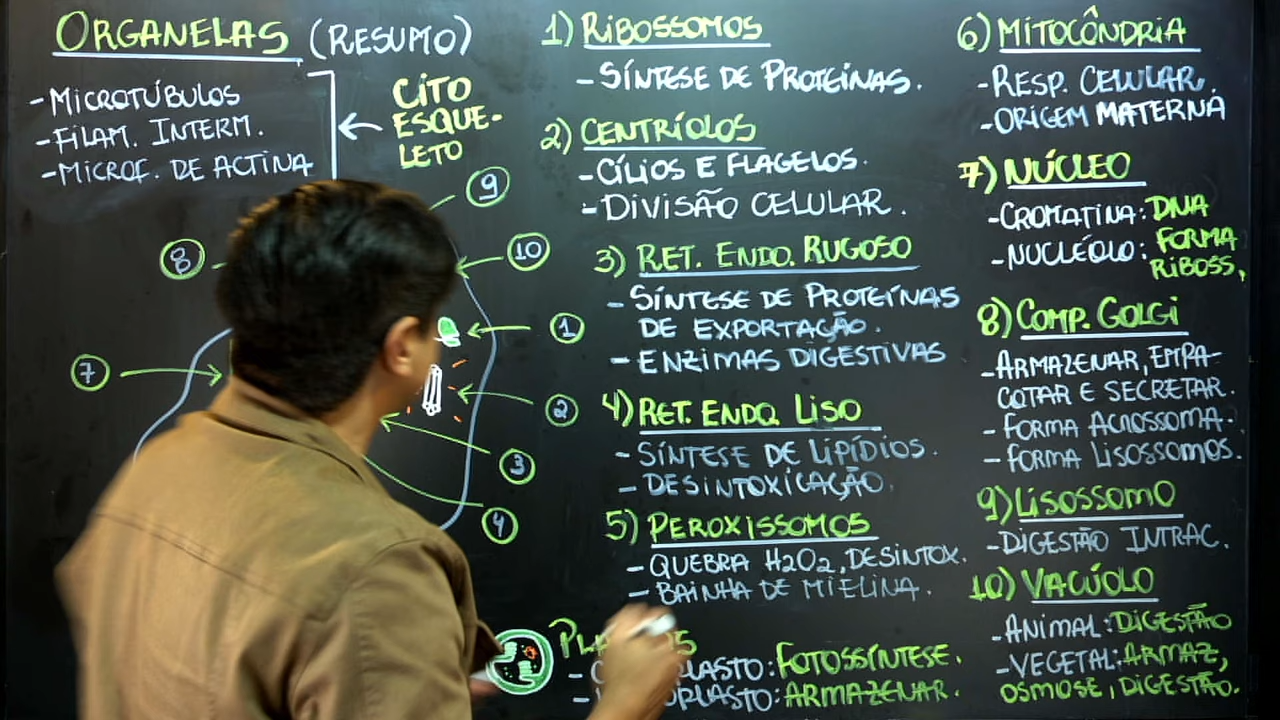 ORGANELAS (RESUMO)
- MICROTÚBULOS
- FILAM. INTERM.
- MICROF. DE ACTINA
CITO
ESQUE-
LETO
9
8
10
1
7
2
3
4
1) RIBOSSOMOS
- SÍNTESE DE PROTEÍNAS.
2) CENTRÍOLOS
- CÍLIOS E FLAGELOS.
- DIVISÃO CELULAR.
3) RET. ENDO. RUGOSO
- SÍNTESE DE PROTEÍNAS
DE EXPORTAÇÃO.
- ENZIMAS DIGESTIVAS
4) RET. ENDO. LISO
- SÍNTESE DE LIPÍDIOS.
- DESINTOXICAÇÃO.
5) PEROXISSOMOS
- QUEBRA H2O2, DESINTOX.
- BAINHA DE MIELINA.
FOTOSSÍNTESE.
ARMAZENAR.
6) MITOCÔNDRIA
- RESP. CELULAR.
- ORIGEM MATERNA
7) NÚCLEO
- CROMATINA: DNA
- NUCLÉOLO: FORMA
RIBOSS.
8) COMP. GOLGI
- ARMAZENAR, EMPA-
COTAR E SECRETAR.
- FORMA ACROSSOMA.
- FORMA LISOSSOMOS.
9) LISOSSOMO
- DIGESTÃO INTRAC.
10) VACÚOLO
- ANIMAL: DIGESTÃO
- VEGETAL: ARMAZ,
OSMOSE, DIGESTÃO.